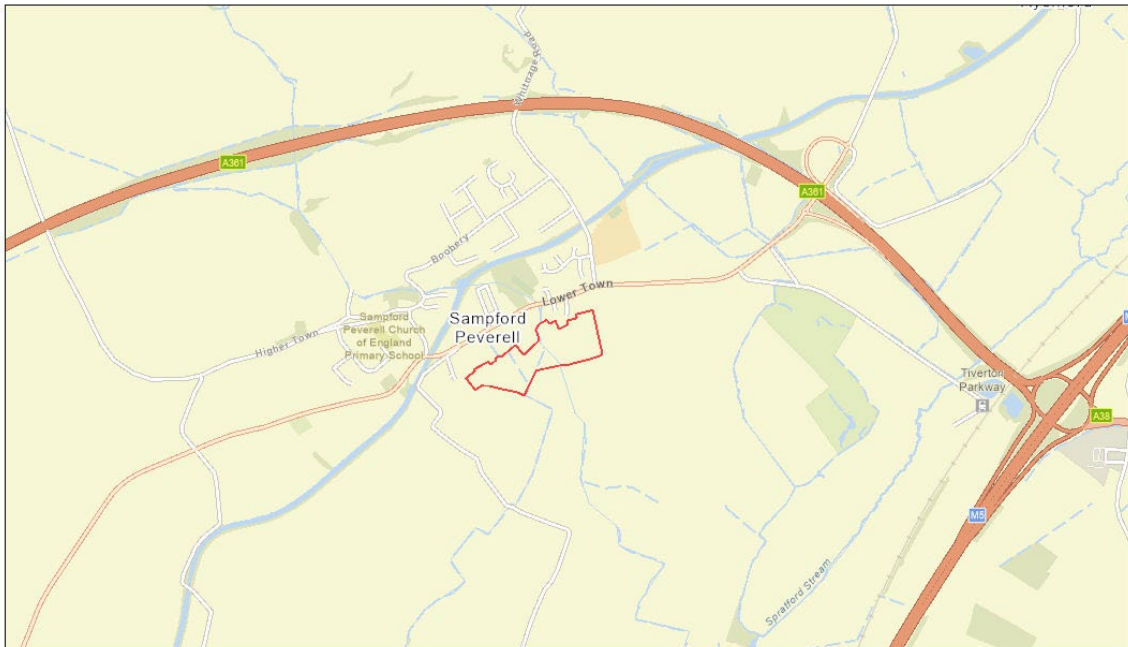 Whitnage Road
A361
A361
Boobery
Lower Town
Sampford
Peverell
Sampford
Peverell Church
of England
Primary School
Higher Town
Tiverton
Parkway
A38
M5
Spratford Stream